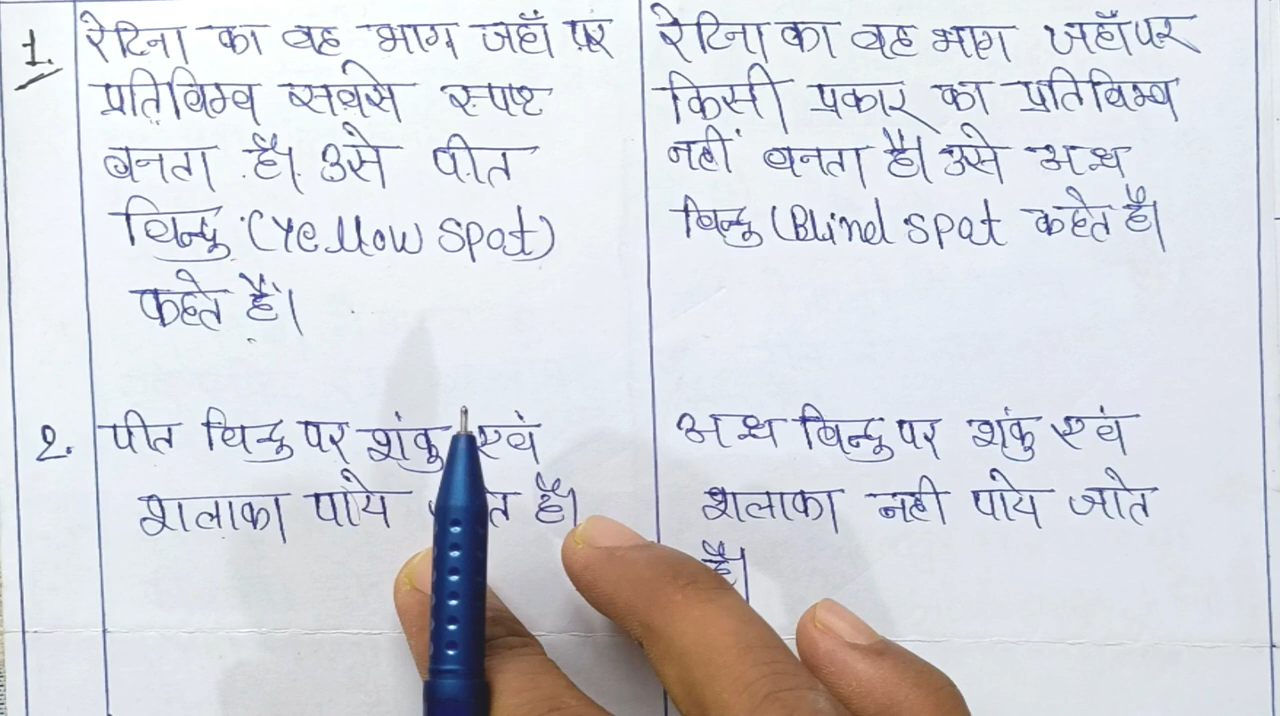 1.
रेटिना का वह भाग जहाँ पर
प्रतिविम्व सबसे स्पष्ट
बनता है। उसे पीत
विन्दु (Yellow spot)
कहते हैं।
रेटिना का वह भाग जहाँ पर
किसी प्रकार का प्रतिविम्व
नहीं बनता है। उसे अन्ध
विन्दु (Blind spot कहते है।
2.
पीत विन्दु पर शंकु एवं
शलाका पाये है।
अन्ध विन्दु पर शंकु एवं
शलाका नही पाये जाते
है।